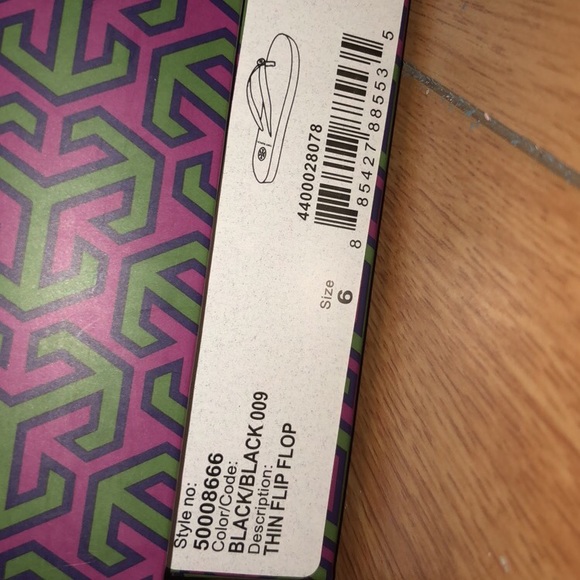 Style no:
50008666
Color/Code:
BLACK/BLACK 009
Description:
THIN FLIP FLOP
Size
6
4400028078
8 85427 88553 5